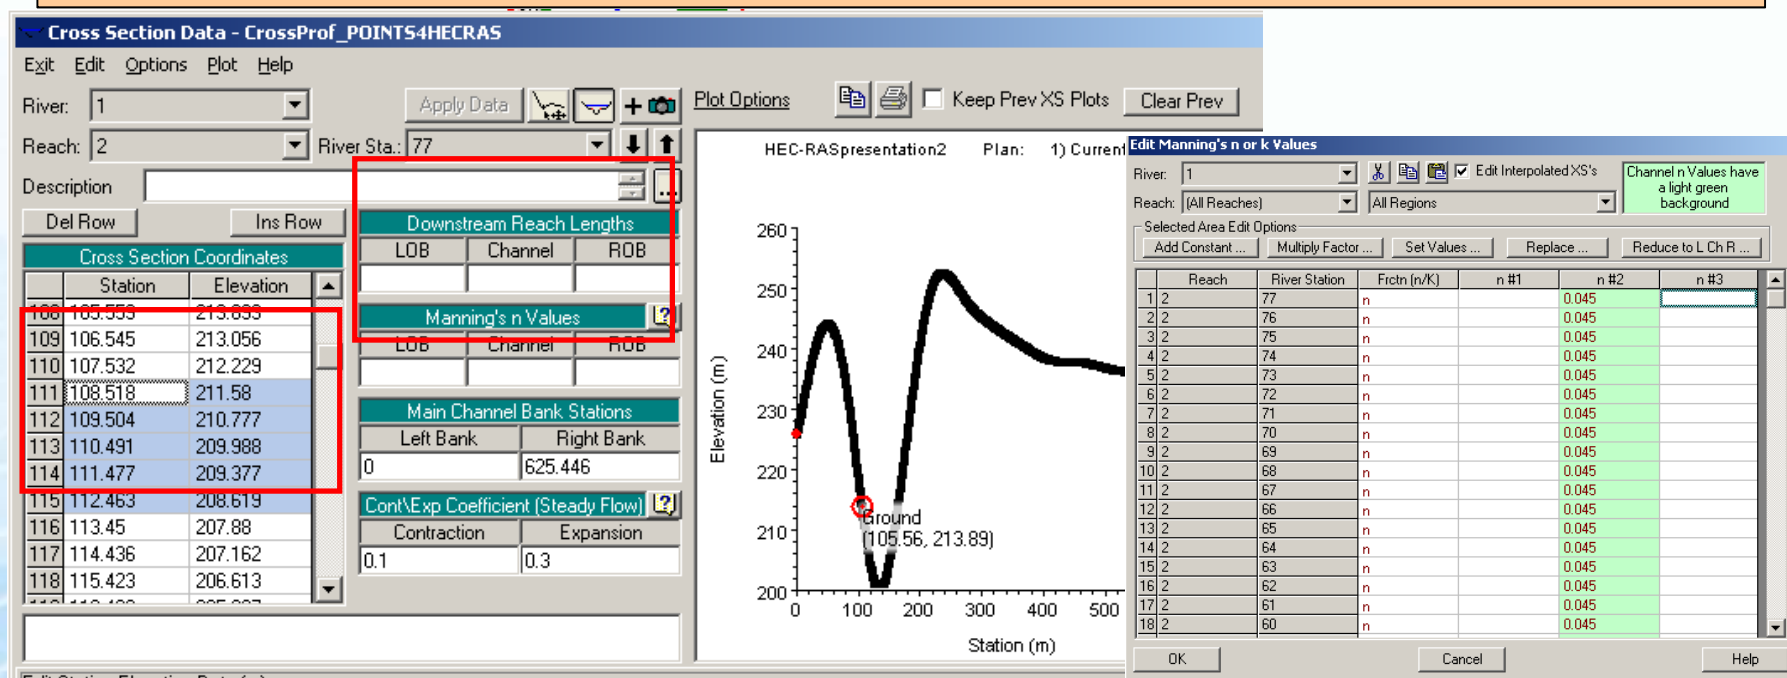 Cross Section Data - CrossProf_POINTS4HECRAS
Exit Edit Options Plot Help
River: 1
Apply Data
Plot Options
Keep Prev XS Plots
Clear Prev
Reach: 2
River Sta.: 77
Description
...
Del Row
Ins Row
Cross Section Coordinates
Station Elevation
108 105.559 213.893
109 106.545 213.056
110 107.532 212.229
111 108.518 211.58
112 109.504 210.777
113 110.491 209.988
114 111.477 209.377
115 112.463 208.619
116 113.45 207.88
117 114.436 207.162
118 115.423 206.613
Downstream Reach Lengths
LOB Channel ROB
Manning's n Values
LOB Channel ROB
Main Channel Bank Stations
Left Bank Right Bank
0 625.446
Cont\Exp Coefficient (Steady Flow)
Contraction Expansion
0.1 0.3
HEC-RASpresentation2 Plan: 1) Current
260
250
240
230
220
210
200
Elevation (m)
Ground
(105.56, 213.89)
0 100 200 300 400 500
Station (m)
Edit Manning's n or k Values
River: 1
Edit Interpolated XS's
Channel n Values have
a light green
background
Reach: (All Reaches)
All Regions
Selected Area Edit Options
Add Constant ... Multiply Factor ... Set Values ... Replace ... Reduce to L Ch R ...
Reach River Station Frctn (n/K) n #1 n #2 n #3
1 2 77 n 0.045
2 2 76 n 0.045
3 2 75 n 0.045
4 2 74 n 0.045
5 2 73 n 0.045
6 2 72 n 0.045
7 2 71 n 0.045
8 2 70 n 0.045
9 2 69 n 0.045
10 2 68 n 0.045
11 2 67 n 0.045
12 2 66 n 0.045
13 2 65 n 0.045
14 2 64 n 0.045
15 2 63 n 0.045
16 2 62 n 0.045
17 2 61 n 0.045
18 2 60 n 0.045
OK Cancel Help